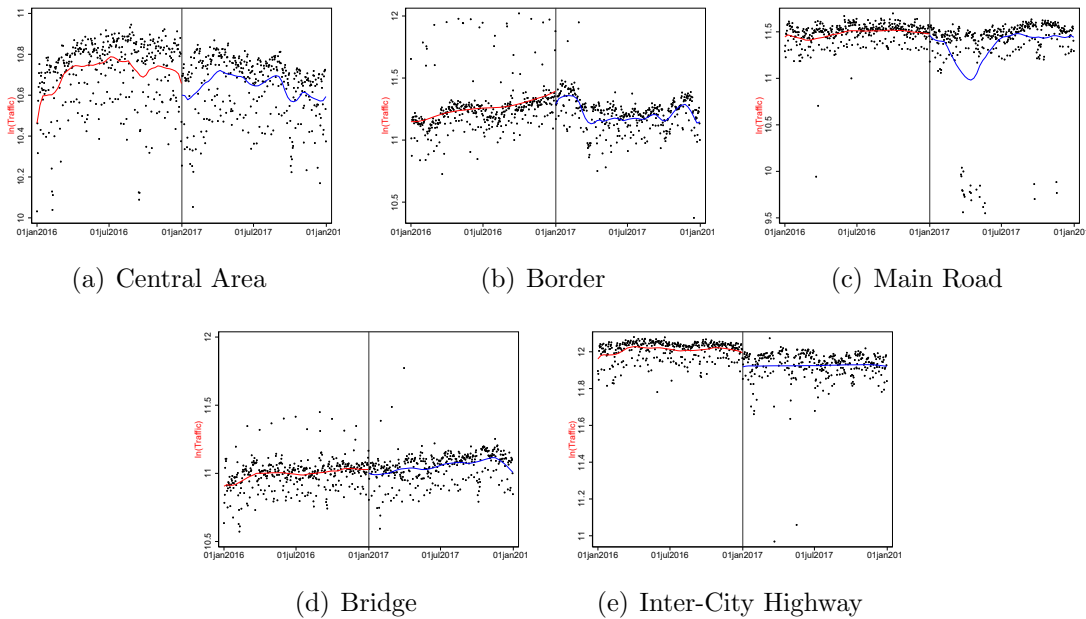 11
10.8
10.6
10.4
10.2
10
ln(Traffic)
01jan2016 01jul2016 01jan2017 01jul2017 01jan201
(a) Central Area
12
11.5
11
10.5
ln(Traffic)
01jan2016 01jul2016 01jan2017 01jul2017 01jan201
(b) Border
11.5
11
10.5
10
9.5
ln(Traffic)
01jan2016 01jul2016 01jan2017 01jul2017 01jan20
(c) Main Road
12
11.5
11
10.5
ln(Traffic)
01jan2016 01jul2016 01jan2017 01jul2017 01jan201
(d) Bridge
12
11.8
11.6
11.4
11.2
11
ln(Traffic)
01jan2016 01jul2016 01jan2017 01jul2017 01jan201
(e) Inter-City Highway